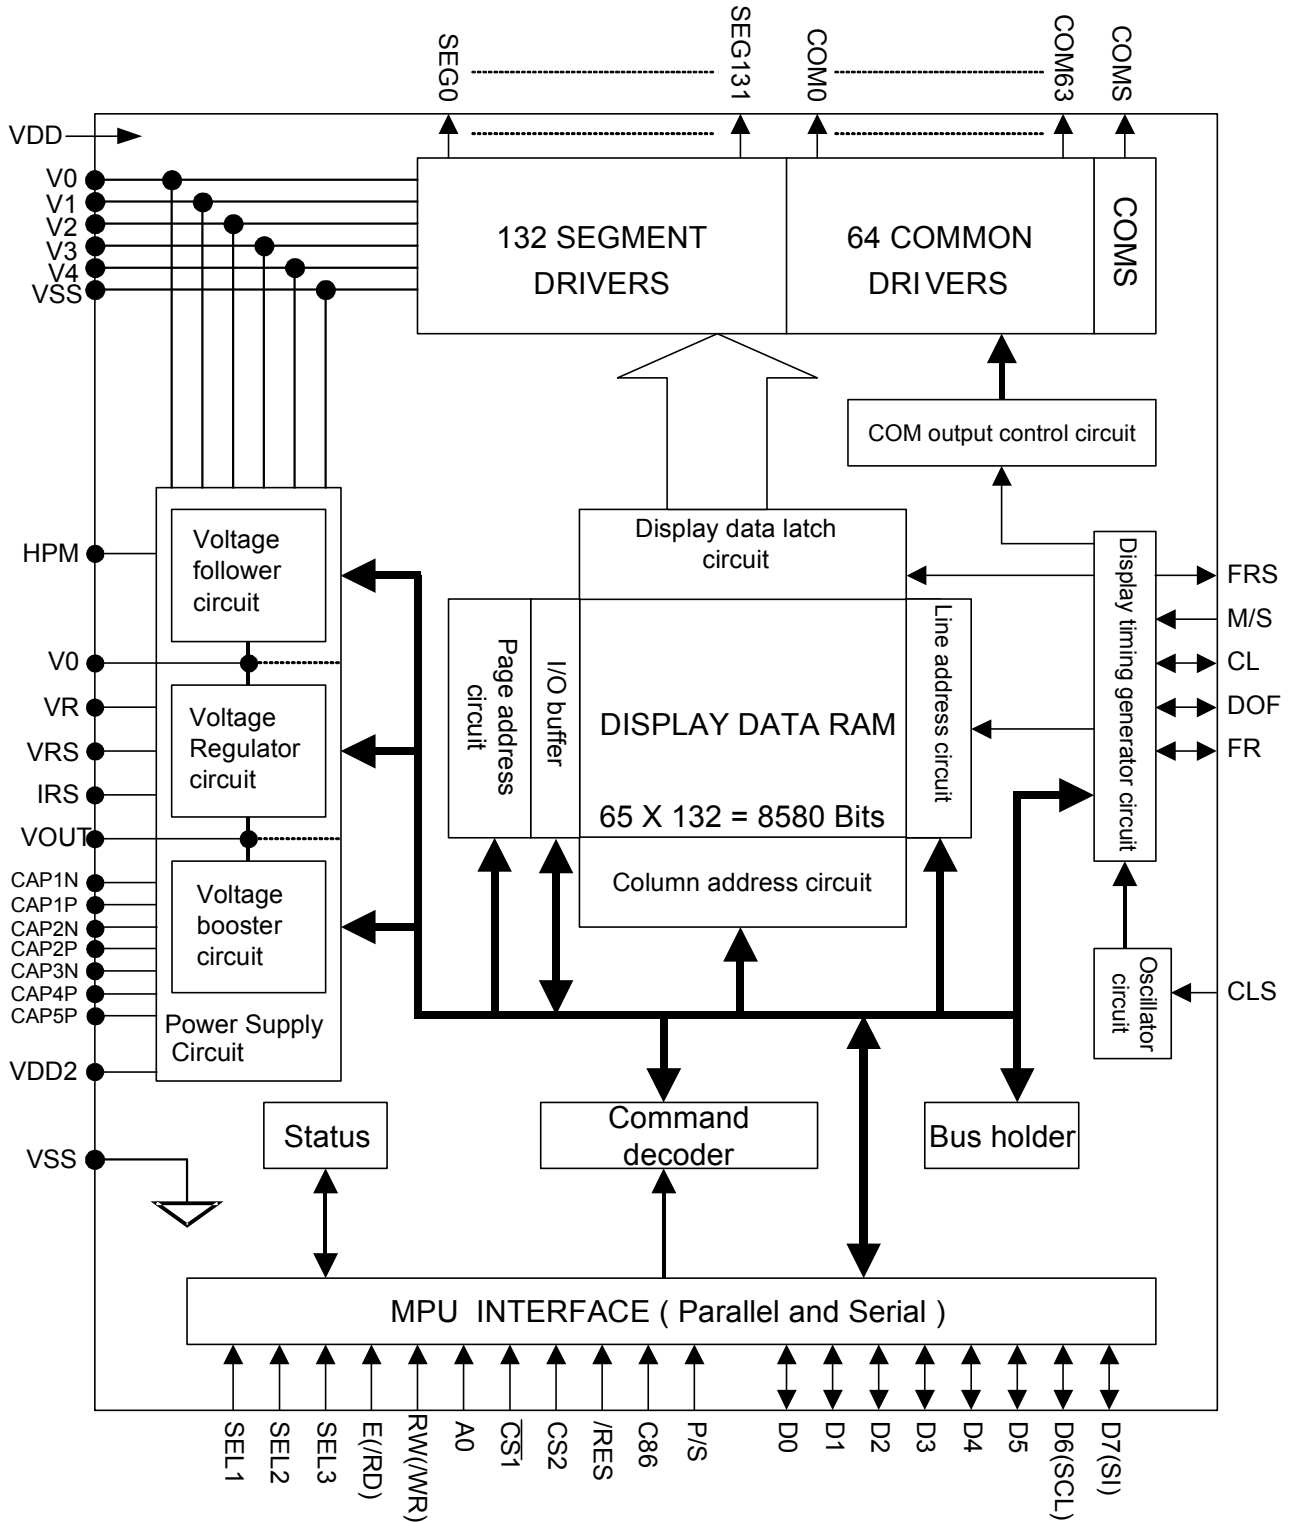 SEG0
SEG131
COM0
COM63
COMS
VDD
V0
V1
V2
V3
V4
VSS
132 SEGMENT
DRIVERS
64 COMMON
DRIVERS
COMS
COM output control circuit
HPM
V0
VR
VRS
IRS
VOUT
CAP1N
CAP1P
CAP2N
CAP2P
CAP3N
CAP4P
CAP5P
VDD2
VSS
Voltage
follower
circuit
Voltage
Regulator
circuit
Voltage
booster
circuit
Power Supply
Circuit
Display data latch
circuit
Page address
circuit
I/O buffer
DISPLAY DATA RAM
65 X 132 = 8580 Bits
Line address circuit
Column address circuit
Display timing generator circuit
FRS
M/S
CL
DOF
FR
Oscillator
circuit
CLS
Status
Command
decoder
Bus holder
MPU INTERFACE ( Parallel and Serial )
SEL1
SEL2
SEL3
E(/RD)
RW(/WR)
A0
CS1
CS2
/RES
C86
P/S
D0
D1
D2
D3
D4
D5
D6(SCL)
D7(SI)